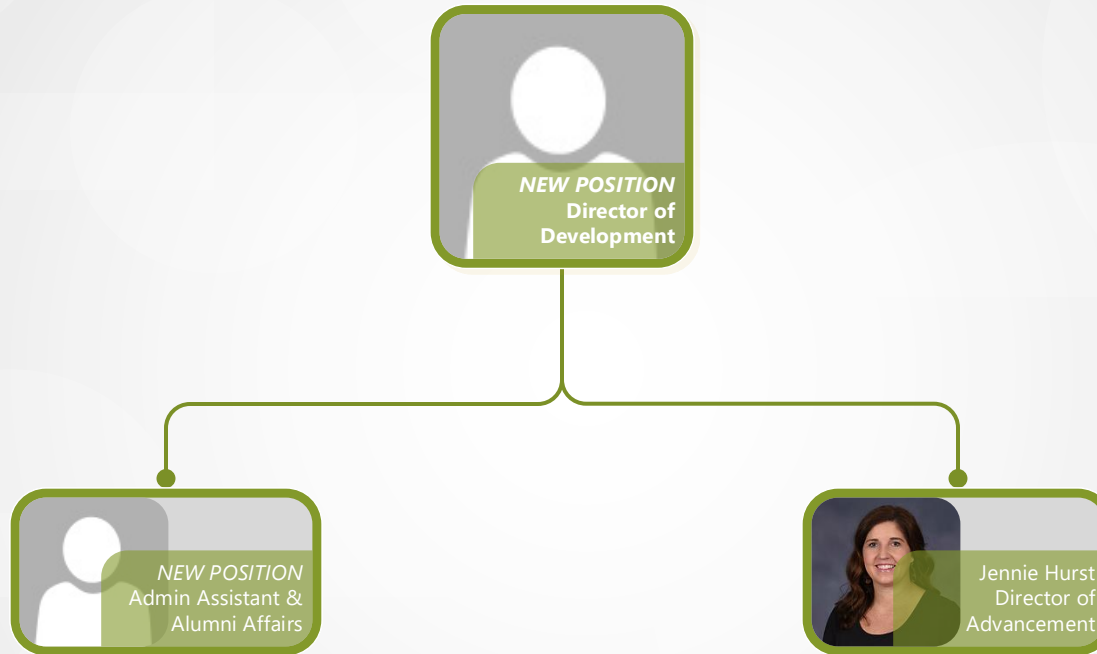 NEW POSITION
Director of
Development
NEW POSITION
Admin Assistant &
Alumni Affairs
Jennie Hurst
Director of
Advancement